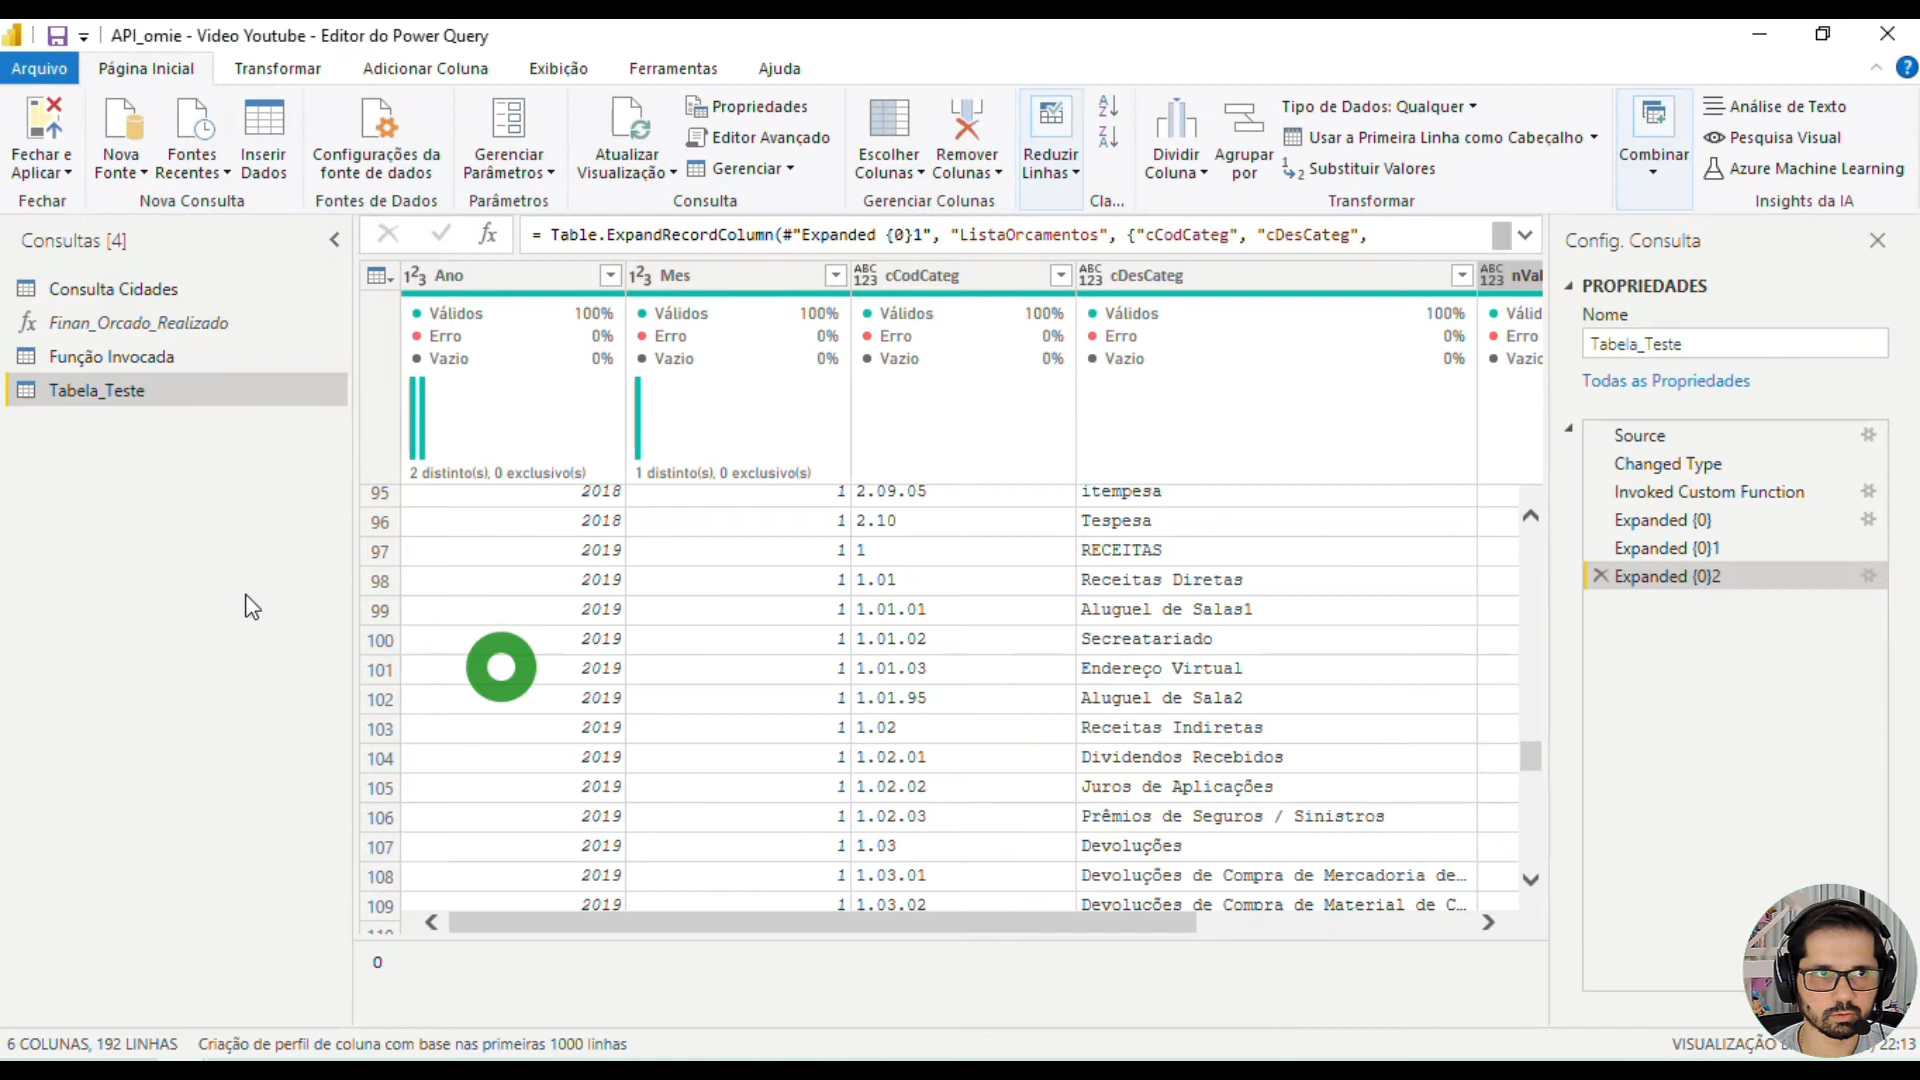 API_omie - Video Youtube - Editor do Power Query
Arquivo
Página Inicial
Transformar
Adicionar Coluna
Exibição
Ferramentas
Ajuda
Fechar e Aplicar
Nova Fonte
Fontes Recentes
Inserir Dados
Configurações da fonte de dados
Gerenciar Parâmetros
Atualizar Visualização
Propriedades
Editor Avançado
Gerenciar
Escolher Colunas
Remover Colunas
Reduzir Linhas
Dividir Coluna
Agrupar por
Tipo de Dados: Qualquer
Usar a Primeira Linha como Cabeçalho
Substituir Valores
Combinar
Análise de Texto
Pesquisa Visual
Azure Machine Learning
Fechar
Nova Consulta
Fontes de Dados
Parâmetros
Consulta
Gerenciar Colunas
Cla...
Transformar
Insights da IA
Consultas [4]
Consulta Cidades
Finan_Orcado_Realizado
Função Invocada
Tabela_Teste
= Table.ExpandRecordColumn(#"Expanded {0}1", "ListaOrcamentos", {"cCodCateg", "cDesCateg",
Ano Mes cCodCateg cDesCateg nVal
Válidos 100% Válidos 100% Válidos 100% Válidos 100% Válid
Erro 0% Erro 0% Erro 0% Erro 0% Erro
Vazio 0% Vazio 0% Vazio 0% Vazio 0% Vazic
2 distinto(s), 0 exclusivo(s) 1 distinto(s), 0 exclusivo(s)
95 2018 1 2.09.05 itempesa
96 2018 1 2.10 Tespesa
97 2019 1 1 RECEITAS
98 2019 1 1.01 Receitas Diretas
99 2019 1 1.01.01 Aluguel de Salas1
100 2019 1 1.01.02 Secreatariado
101 2019 1 1.01.03 Endereço Virtual
102 2019 1 1.01.95 Aluguel de Sala2
103 2019 1 1.02 Receitas Indiretas
104 2019 1 1.02.01 Dividendos Recebidos
105 2019 1 1.02.02 Juros de Aplicações
106 2019 1 1.02.03 Prêmios de Seguros / Sinistros
107 2019 1 1.03 Devoluções
108 2019 1 1.03.01 Devoluções de Compra de Mercadoria de...
109 2019 1 1.03.02 Devoluções de Compra de Material de C...
0
Config. Consulta
PROPRIEDADES
Nome
Tabela_Teste
Todas as Propriedades
Source
Changed Type
Invoked Custom Function
Expanded {0}
Expanded {0}1
Expanded {0}2
6 COLUNAS, 192 LINHAS Criação de perfil de coluna com base nas primeiras 1000 linhas
VISUALIZAÇÃO 22:13